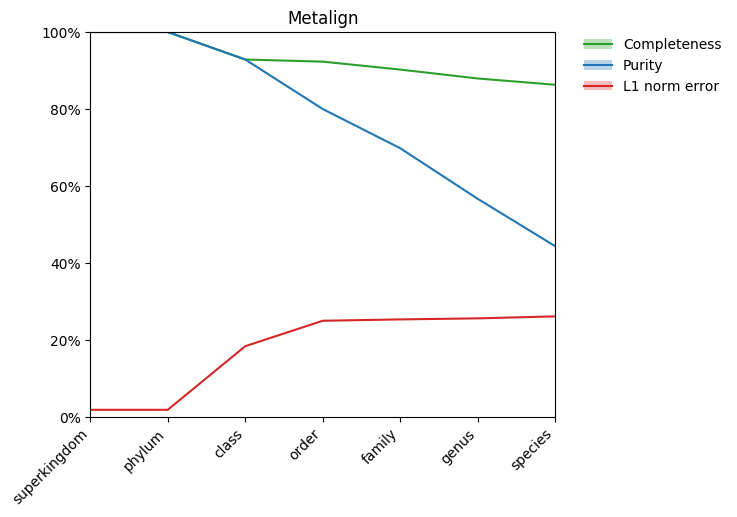 Metalign
100%
80%
60%
40%
20%
0%
superkingdom
phylum
class
order
family
genus
species
Completeness
Purity
L1 norm error